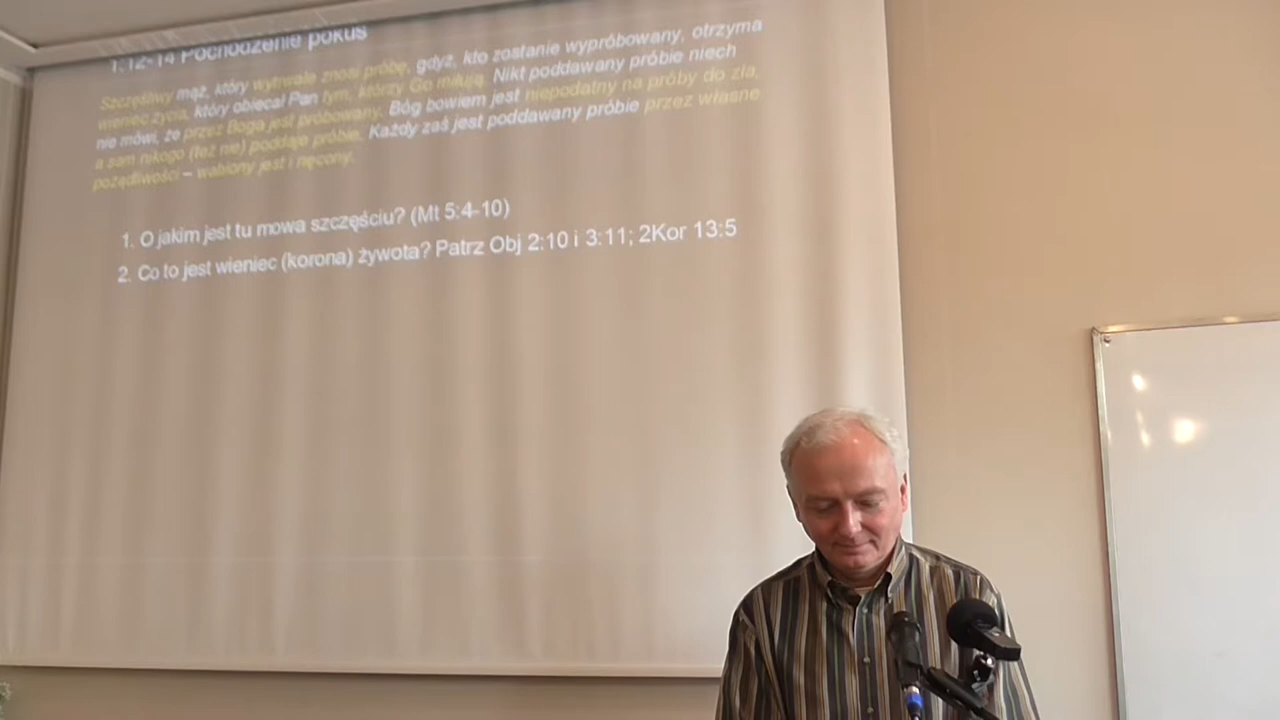 1:12-14 Pochodzenie pokus
Szczęśliwy mąż, który wytrwale znosi próbę, gdyż, kto zostanie wypróbowany, otrzyma
wieniec życia, który obiecał Pan tym, którzy Go miłują. Nikt poddawany próbie niech
nie mówi, że przez Boga jest próbowany. Bóg bowiem jest niepodatny na próby do zła,
a sam nikogo (też nie) poddaje próbie. Każdy zaś jest poddawany próbie przez własne
pożądliwości – wabiony jest i nęcony.
1. O jakim jest tu mowa szczęściu? (Mt 5:4-10)
2. Co to jest wieniec (korona) żywota? Patrz Obj 2:10 i 3:11; 2Kor 13:5